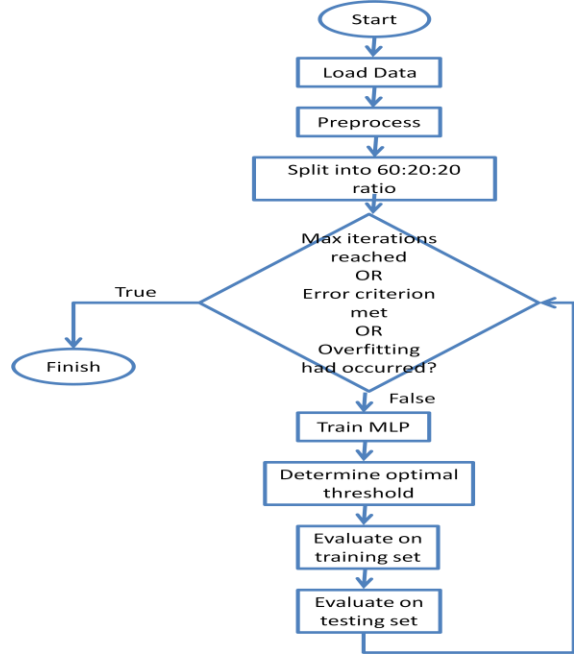 Start
Load Data
Preprocess
Split into 60:20:20
ratio
Max iterations
reached
OR
Error criterion
met
OR
Overfitting
had occurred?
True
Finish
False
Train MLP
Determine optimal
threshold
Evaluate on
training set
Evaluate on
testing set